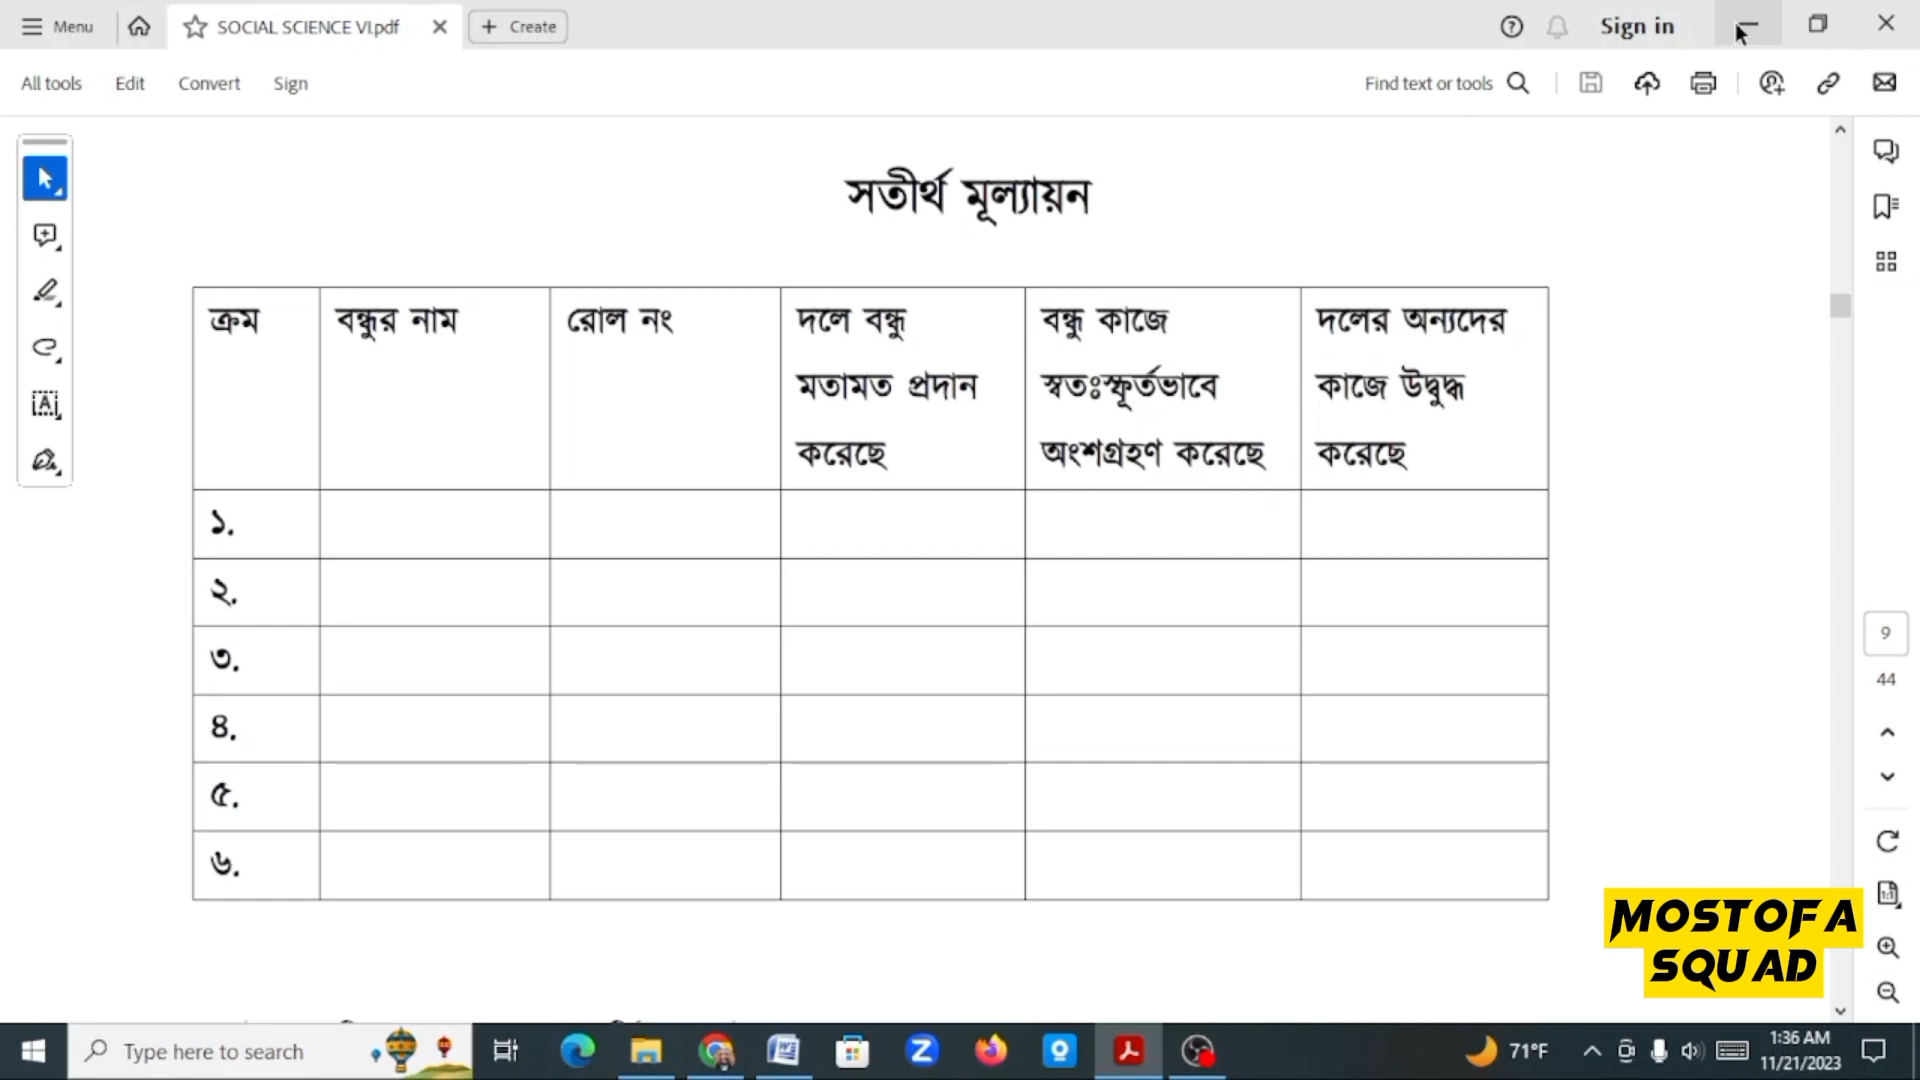 Menu
SOCIAL SCIENCE VI.pdf
Create
Sign in
All tools
Edit
Convert
Sign
Find text or tools
সতীর্থ মূল্যায়ন
ক্রম
বন্ধুর নাম
রোল নং
দলে বন্ধু
মতামত প্রদান
করেছে
বন্ধু কাজে
স্বতঃস্ফূর্তভাবে
অংশগ্রহণ করেছে
দলের অন্যদের
কাজে উদ্বুদ্ধ
করেছে
১.
২.
৩.
৪.
৫.
৬.
9
44
MOSTOFA
SQUAD
Type here to search
71°F
1:36 AM
11/21/2023